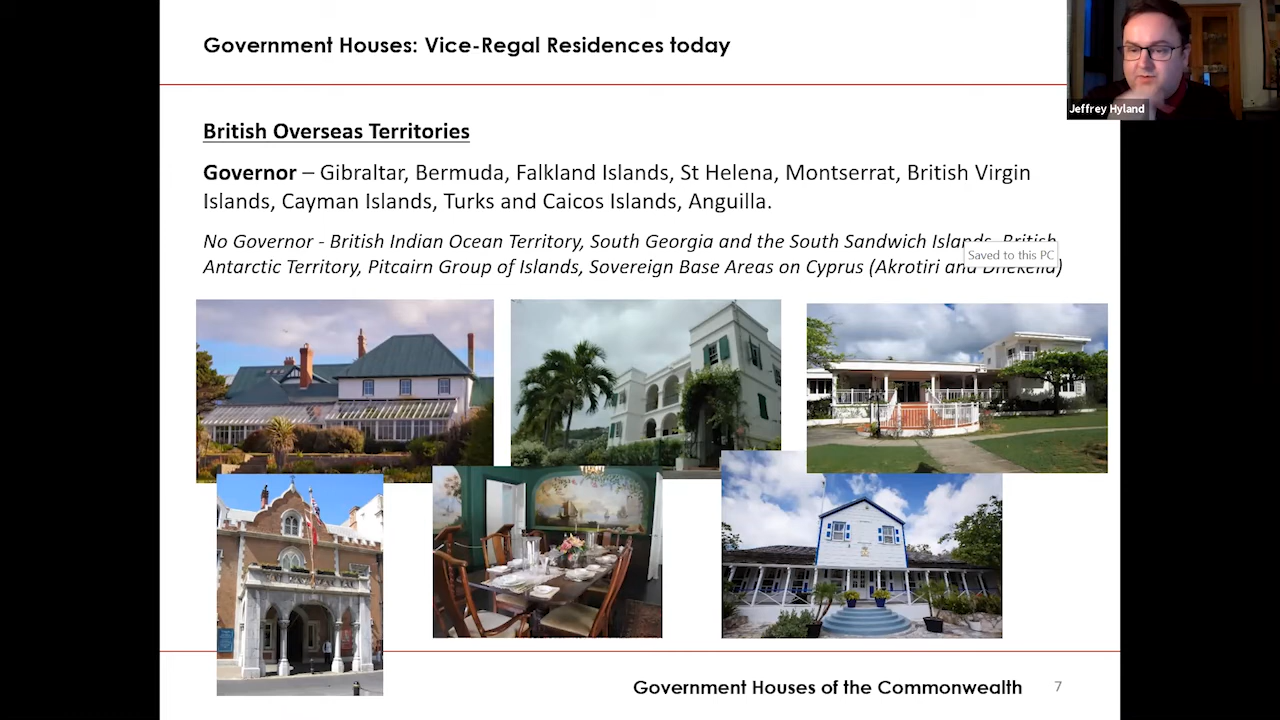 Government Houses: Vice-Regal Residences today
Jeffrey Hyland
British Overseas Territories
Governor – Gibraltar, Bermuda, Falkland Islands, St Helena, Montserrat, British Virgin
Islands, Cayman Islands, Turks and Caicos Islands, Anguilla.
No Governor - British Indian Ocean Territory, South Georgia and the South Sandwich Islands, British
Saved to this PC
Antarctic Territory, Pitcairn Group of Islands, Sovereign Base Areas on Cyprus (Akrotiri and Dhekelia)
Government Houses of the Commonwealth
7